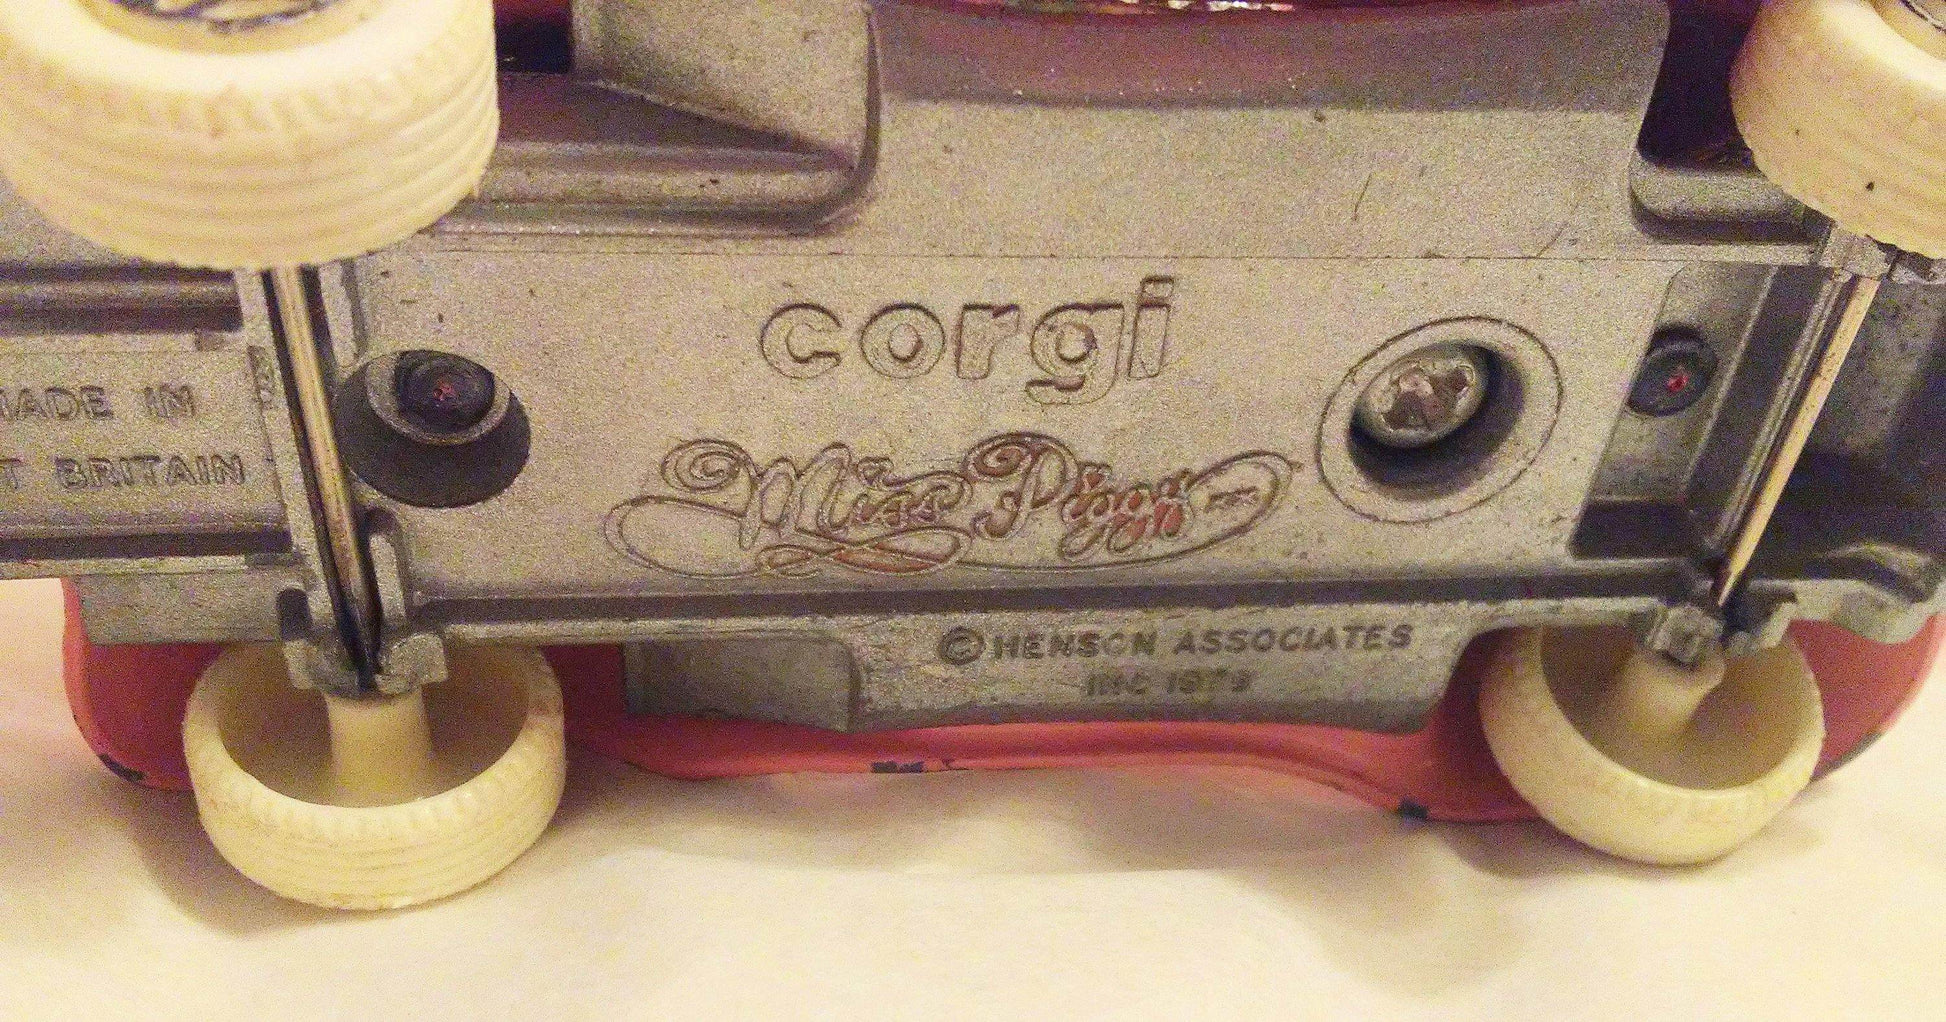 corgi
Miss Piggy
MADE IN
T BRITAIN
© HENSON ASSOCIATES
INC 1979